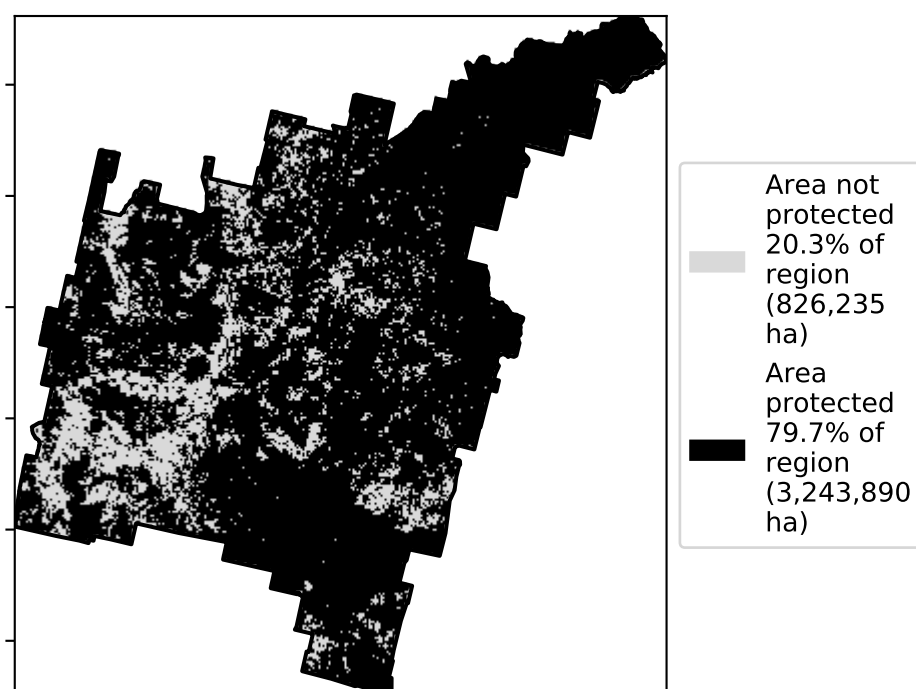 Area not
protected
20.3% of
region
(826,235
ha)
Area
protected
79.7% of
region
(3,243,890
ha)